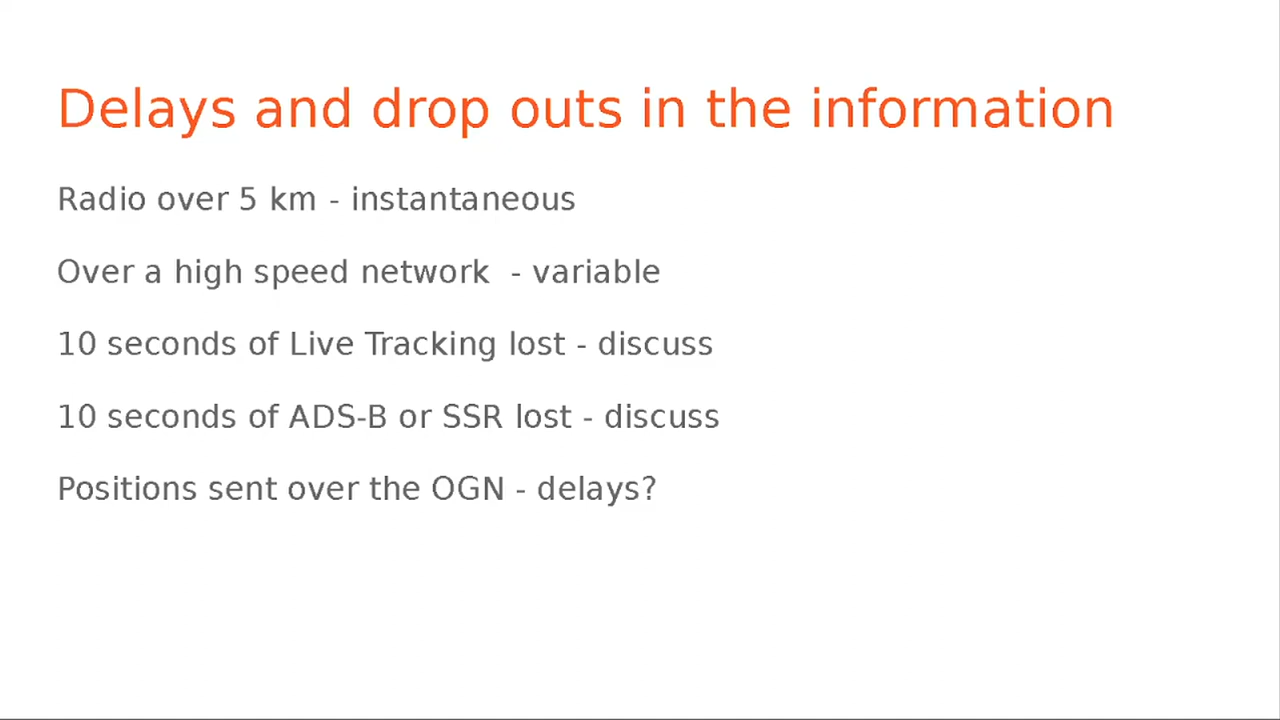 Delays and drop outs in the information
Radio over 5 km - instantaneous
Over a high speed network  - variable
10 seconds of Live Tracking lost - discuss
10 seconds of ADS-B or SSR lost - discuss
Positions sent over the OGN - delays?